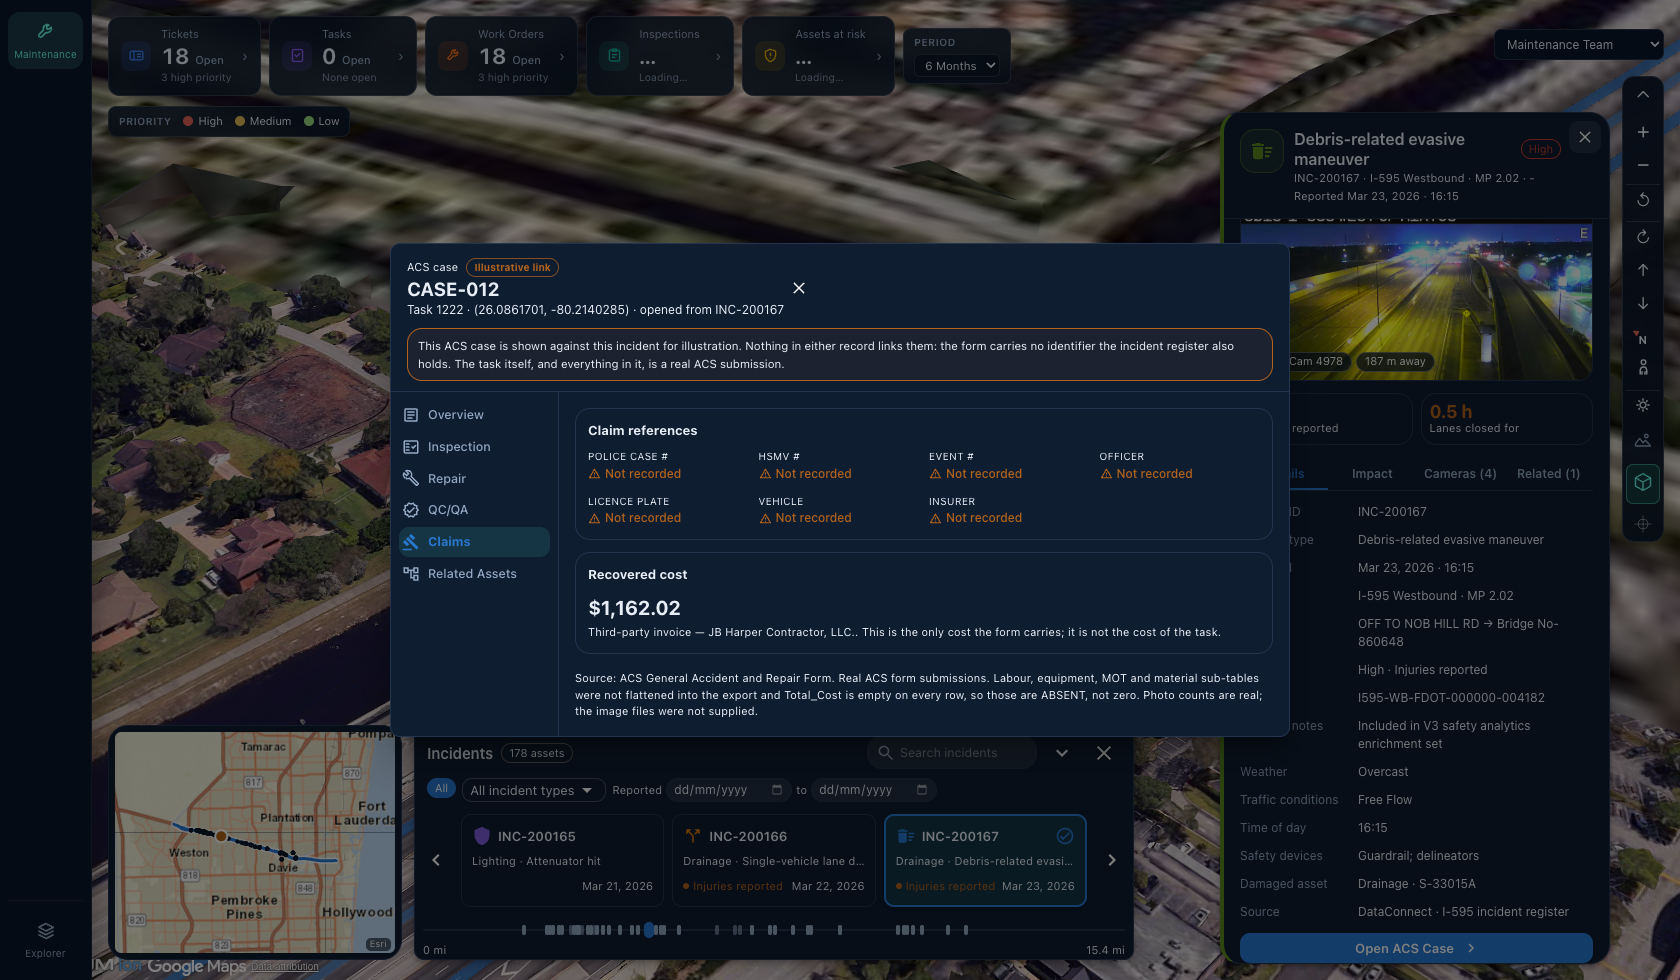 Maintenance
Tickets
18 Open
3 high priority
Tasks
0 Open
None open
Work Orders
18 Open
3 high priority
Inspections
...
Loading...
Assets at risk
...
Loading...
PERIOD
6 Months
Maintenance Team
PRIORITY High Medium Low
Debris-related evasive
maneuver
High
INC-200167 · I-595 Westbound · MP 2.02 · -
Reported Mar 23, 2026 · 16:15
E
Cam 4978
187 m away
reported
0.5 h
Lanes closed for
ils
Impact
Cameras (4)
Related (1)
ID
INC-200167
type
Debris-related evasive maneuver
Mar 23, 2026 · 16:15
I-595 Westbound · MP 2.02
OFF TO NOB HILL RD → Bridge No-
860648
High · Injuries reported
I595-WB-FDOT-000000-004182
notes
Included in V3 safety analytics
enrichment set
Weather
Overcast
Traffic conditions
Free Flow
Time of day
16:15
Safety devices
Guardrail; delineators
Damaged asset
Drainage · S-33015A
Source
DataConnect · I-595 incident register
Open ACS Case
N
ACS case
Illustrative link
CASE-012
Task 1222 · (26.0861701, -80.2140285) · opened from INC-200167
This ACS case is shown against this incident for illustration. Nothing in either record links them: the form carries no identifier the incident register also
holds. The task itself, and everything in it, is a real ACS submission.
Overview
Inspection
Repair
QC/QA
Claims
Related Assets
Claim references
POLICE CASE #
Not recorded
HSMV #
Not recorded
EVENT #
Not recorded
OFFICER
Not recorded
LICENCE PLATE
Not recorded
VEHICLE
Not recorded
INSURER
Not recorded
Recovered cost
$1,162.02
Third-party invoice — JB Harper Contractor, LLC.. This is the only cost the form carries; it is not the cost of the task.
Source: ACS General Accident and Repair Form. Real ACS form submissions. Labour, equipment, MOT and material sub-tables
were not flattened into the export and Total_Cost is empty on every row, so those are ABSENT, not zero. Photo counts are real;
the image files were not supplied.
Incidents
178 assets
Search incidents
All
All incident types
Reported
dd/mm/yyyy
to
dd/mm/yyyy
INC-200165
Lighting · Attenuator hit
Mar 21, 2026
INC-200166
Drainage · Single-vehicle lane d...
Injuries reported
Mar 22, 2026
INC-200167
Drainage · Debris-related evasi...
Injuries reported
Mar 23, 2026
0 mi
15.4 mi
Tamarac
Pompa
870
817
Fort
Lauderda
Plantation
Weston
Davie
818
848
Pembroke
Pines
Hollywood
820
823
Esri
Explorer
Google Maps
Data attribution